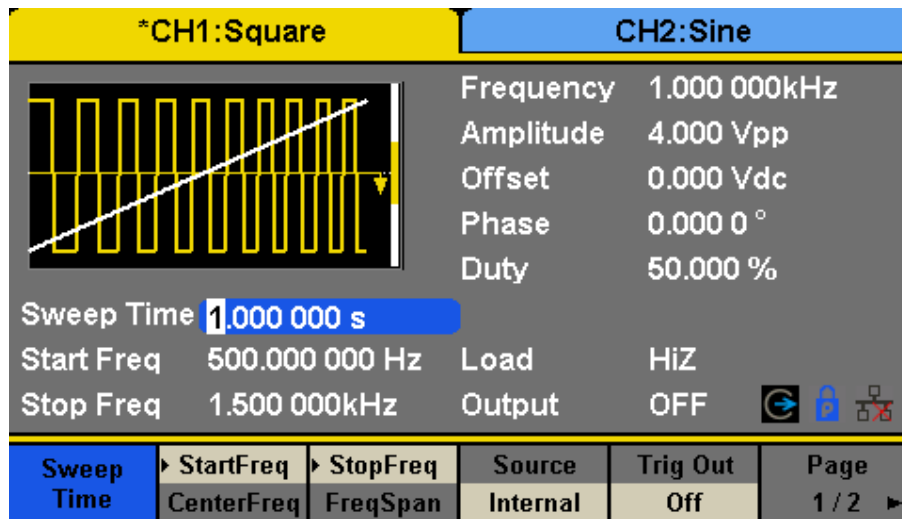 *CH1:Square CH2:Sine
Frequency 1.000 000kHz
Amplitude 4.000 Vpp
Offset 0.000 Vdc
Phase 0.000 0 °
Duty 50.000 %
Sweep Time 1.000 000 s
Start Freq 500.000 000 Hz Load HiZ
Stop Freq 1.500 000kHz Output OFF P
Sweep StartFreq StopFreq Source Trig Out Page
Time CenterFreq FreqSpan Internal Off 1 / 2